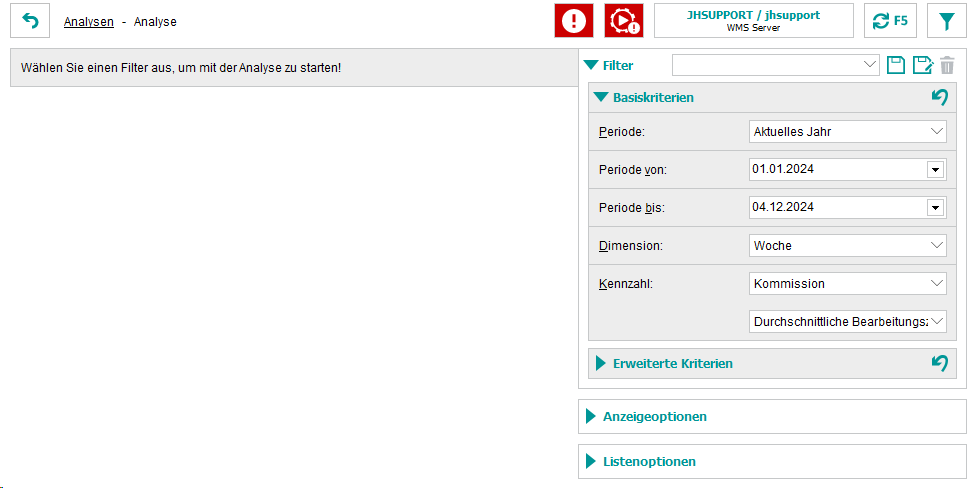 Analysen - Analyse
JHSUPPORT / jhsupport
WMS Server
F5
Wählen Sie einen Filter aus, um mit der Analyse zu starten!
Filter
Basiskriterien
Periode: Aktuelles Jahr
Periode von: 01.01.2024
Periode bis: 04.12.2024
Dimension: Woche
Kennzahl: Kommission
Durchschnittliche Bearbeitungsz
Erweiterte Kriterien
Anzeigeoptionen
Listenoptionen